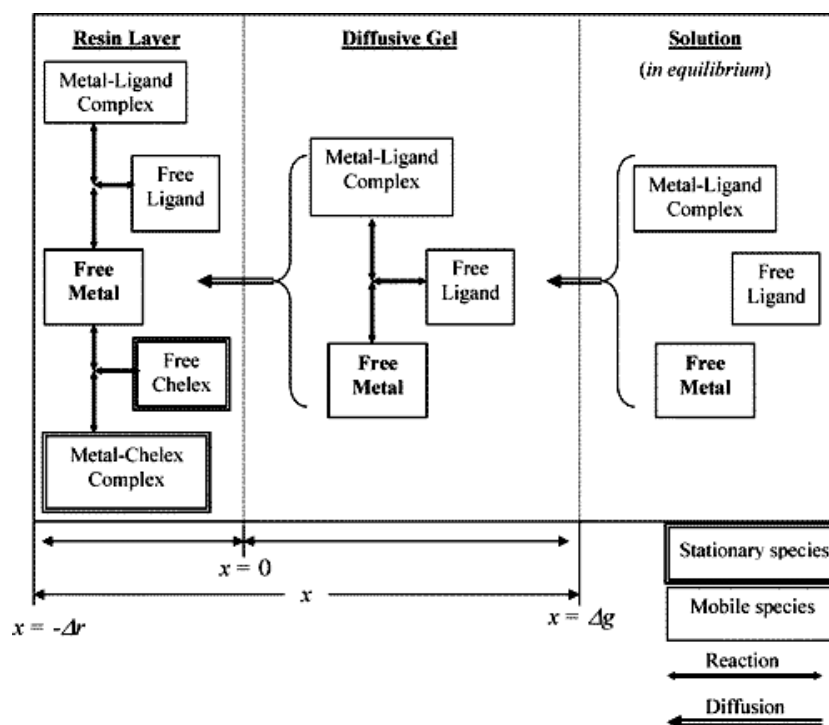 Resin Layer
Metal-Ligand
Complex
Free
Ligand
Free
Metal
Free
Chelex
Metal-Chelex
Complex
Diffusive Gel
Metal-Ligand
Complex
Free
Ligand
Free
Metal
Solution
(in equilibrium)
Metal-Ligand
Complex
Free
Ligand
Free
Metal
x = 0
x
x = -Δr
x = Δg
Stationary species
Mobile species
Reaction
Diffusion